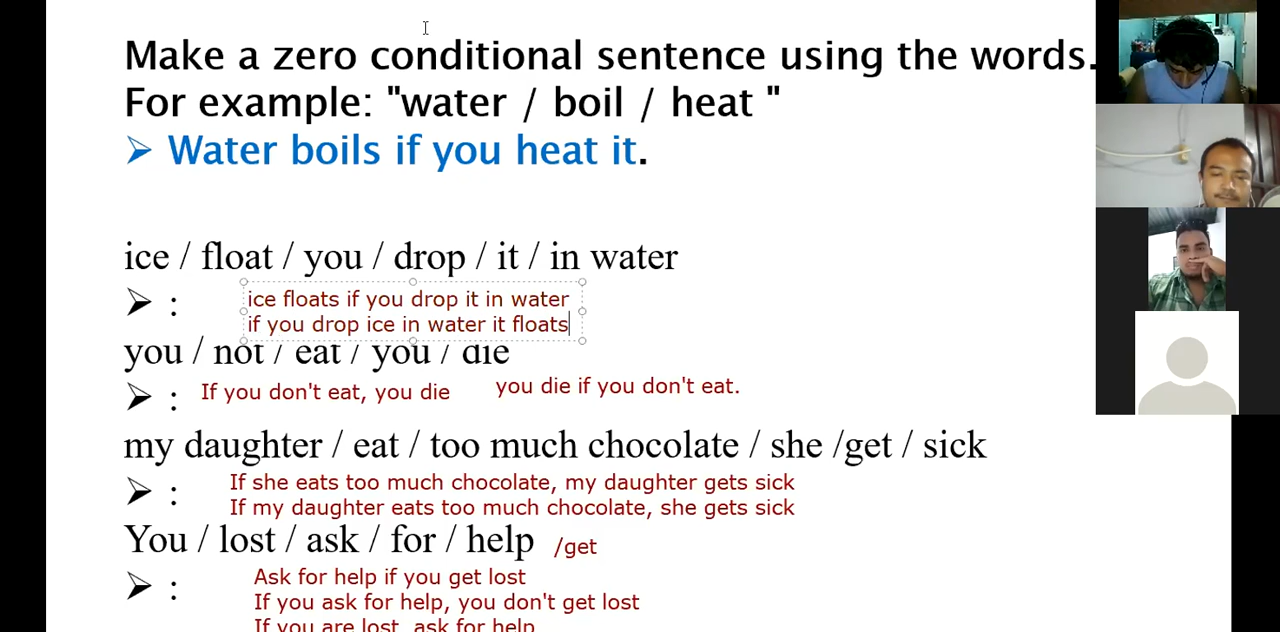 Make a zero conditional sentence using the words.
For example: "water / boil / heat "
➢ Water boils if you heat it.
ice / float / you / drop / it / in water
➢ : ice floats if you drop it in water
if you drop ice in water it floats
you / not / eat / you / die
➢ : If you don't eat, you die you die if you don't eat.
my daughter / eat / too much chocolate / she /get / sick
➢ : If she eats too much chocolate, my daughter gets sick
If my daughter eats too much chocolate, she gets sick
You / lost / ask / for / help /get
➢ : Ask for help if you get lost
If you ask for help, you don't get lost
If you are lost, ask for help